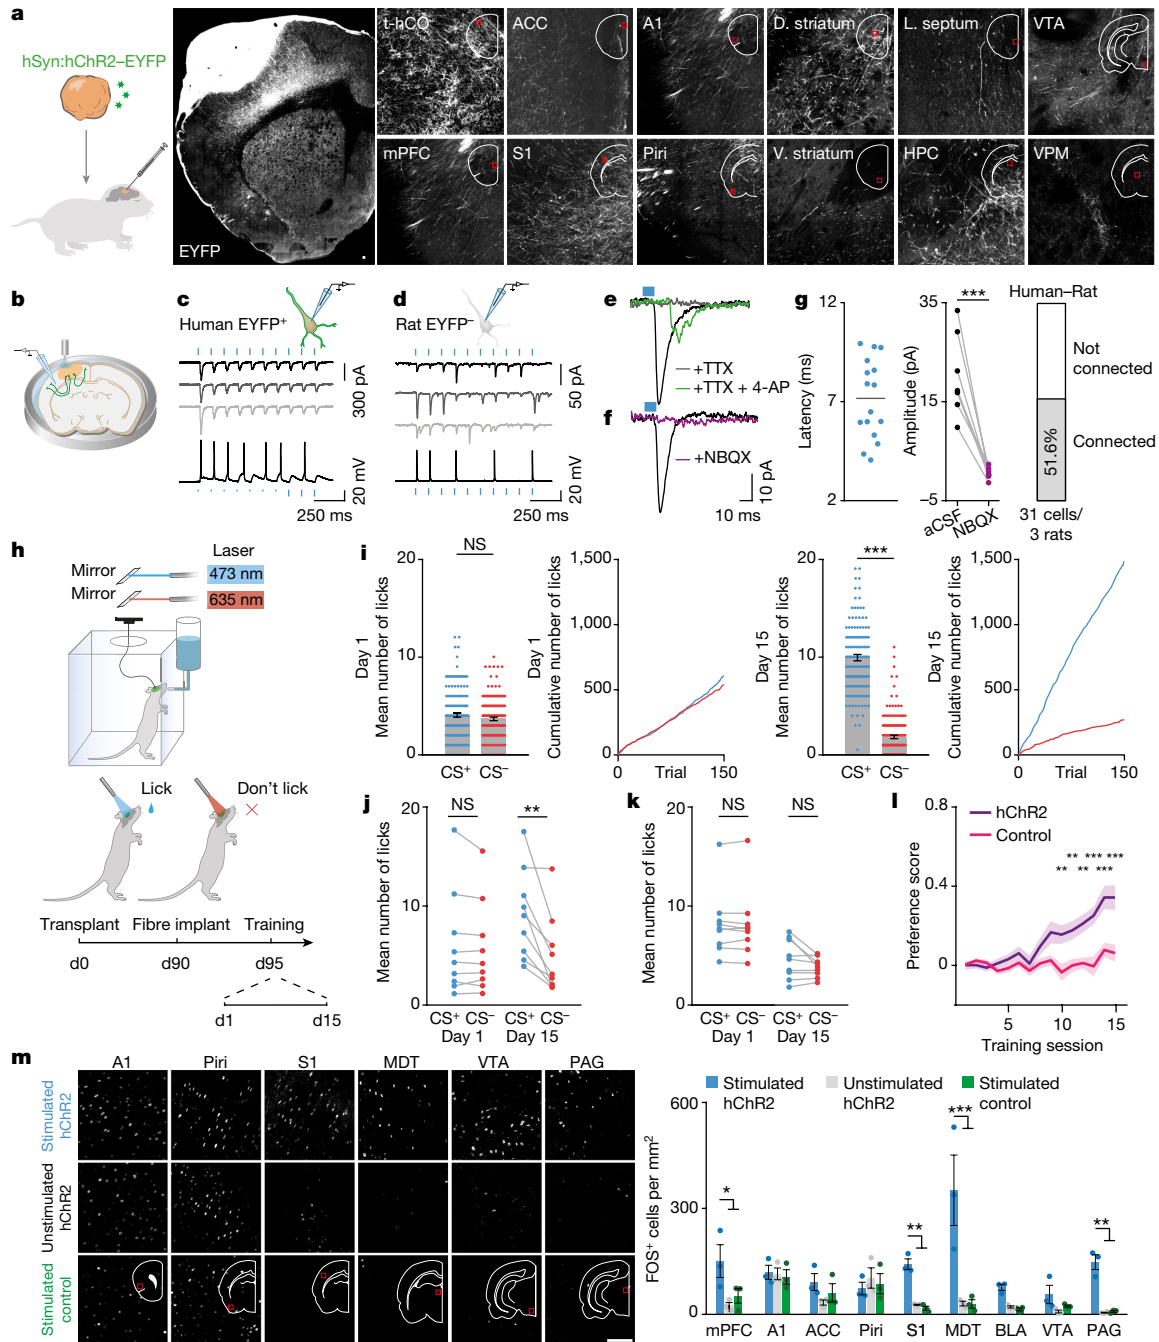 a
hSyn:hChR2–EYFP
EYFP
t-hCO
ACC
A1
D. striatum
L. septum
VTA
mPFC
S1
Piri
V. striatum
HPC
VPM
b
c
Human EYFP⁺
300 pA
20 mV
250 ms
d
Rat EYFP⁻
50 pA
20 mV
250 ms
e
+TTX
+TTX + 4-AP
f
+NBQX
10 pA
10 ms
g
12
7
2
Latency (ms)
35
15
−5
Amplitude (pA)
***
aCSF
NBQX
Human–Rat
Not
connected
Connected
51.6%
31 cells/
3 rats
h
Laser
Mirror
473 nm
Mirror
635 nm
Lick
Don't lick
Transplant
Fibre implant
Training
d0
d90
d95
d1
d15
i
Day 1
Mean number of licks
20
10
0
NS
CS⁺ CS⁻
Day 1
Cumulative number of licks
1,500
1,000
500
0
0
Trial
150
Day 15
Mean number of licks
20
10
0
***
CS⁺ CS⁻
Day 15
Cumulative number of licks
1,500
1,000
500
0
0
Trial
150
j
Mean number of licks
20
10
0
NS
**
CS⁺ CS⁻ CS⁺ CS⁻
Day 1 Day 15
k
Mean number of licks
20
10
0
NS
NS
CS⁺ CS⁻ CS⁺ CS⁻
Day 1 Day 15
l
Preference score
0.8
0.4
0
hChR2
Control
** *** ***
** ** ***
5
10
15
Training session
m
A1
Piri
S1
MDT
VTA
PAG
Stimulated
hChR2
Unstimulated
hChR2
Stimulated
control
Stimulated
hChR2
Unstimulated
hChR2
Stimulated
control
FOS⁺ cells per mm²
600
300
0
*
**
***
**
mPFC
A1
ACC
Piri
S1
MDT
BLA
VTA
PAG